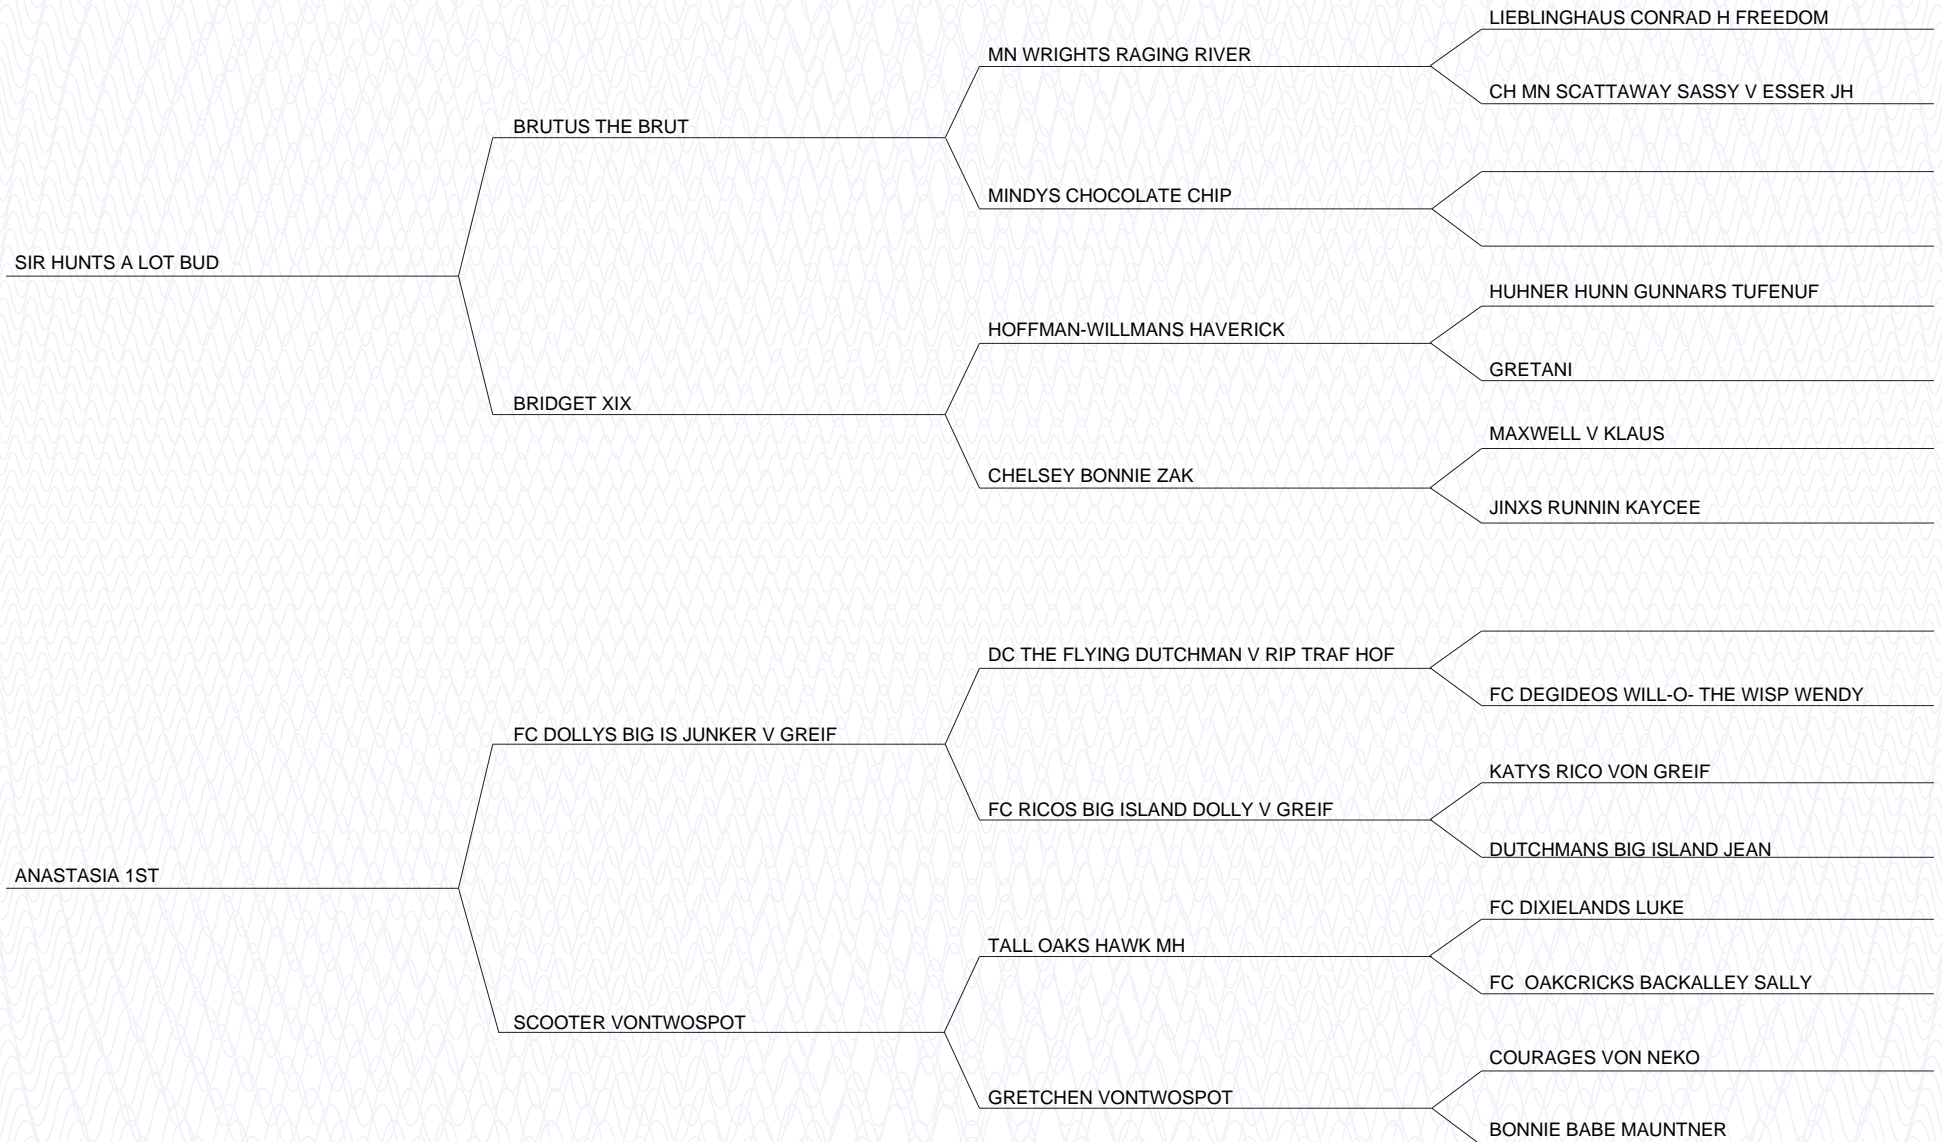 LIEBLINGHAUS CONRAD H FREEDOM
MN WRIGHTS RAGING RIVER
CH MN SCATTAWAY SASSY V ESSER JH
BRUTUS THE BRUT
MINDYS CHOCOLATE CHIP
SIR HUNTS A LOT BUD
HUHNER HUNN GUNNARS TUFENUF
HOFFMAN-WILLMANS HAVERICK
GRETANI
BRIDGET XIX
MAXWELL V KLAUS
CHELSEY BONNIE ZAK
JINXS RUNNIN KAYCEE
DC THE FLYING DUTCHMAN V RIP TRAF HOF
FC DEGIDEOS WILL-O- THE WISP WENDY
FC DOLLYS BIG IS JUNKER V GREIF
KATYS RICO VON GREIF
FC RICOS BIG ISLAND DOLLY V GREIF
DUTCHMANS BIG ISLAND JEAN
ANASTASIA 1ST
FC DIXIELANDS LUKE
TALL OAKS HAWK MH
FC  OAKCRICKS BACKALLEY SALLY
SCOOTER VONTWOSPOT
COURAGES VON NEKO
GRETCHEN VONTWOSPOT
BONNIE BABE MAUNTNER